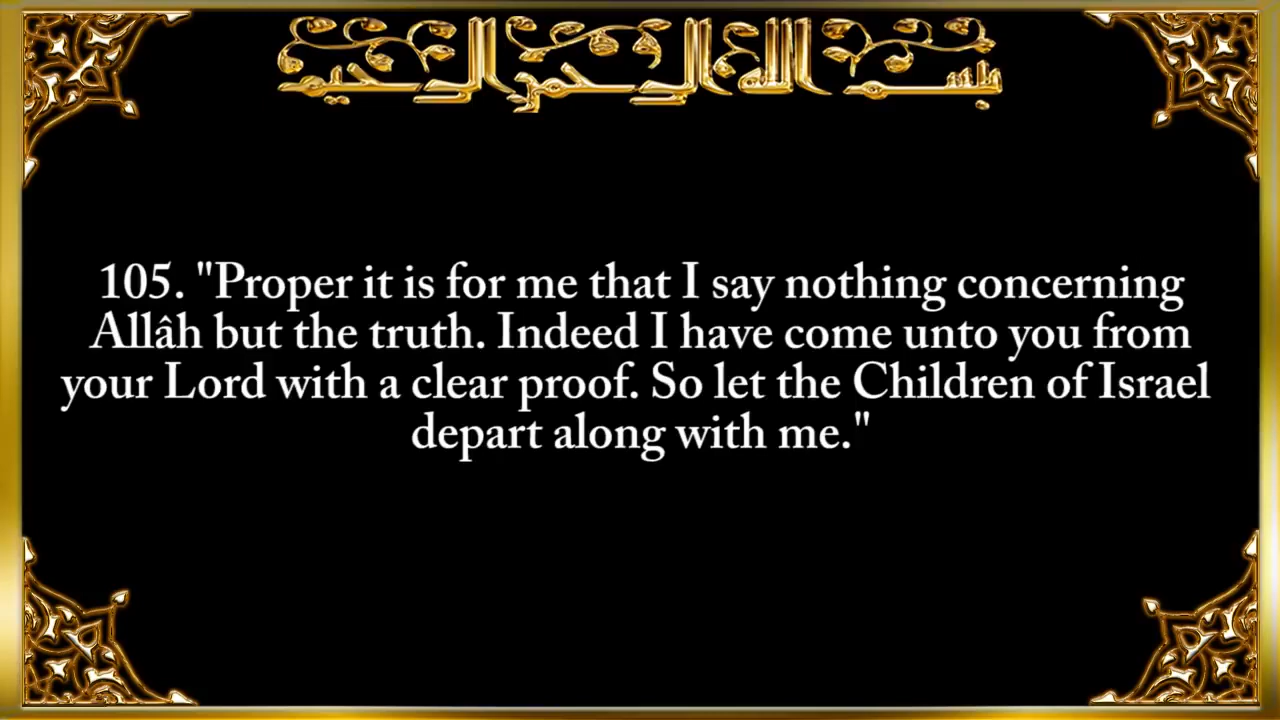 بسم الله الرحمن الرحيم
105. "Proper it is for me that I say nothing concerning
Allâh but the truth. Indeed I have come unto you from
your Lord with a clear proof. So let the Children of Israel
depart along with me."